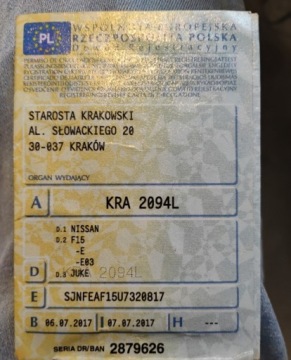 PL
WSPÓLNOTA EUROPEJSKA
RZECZPOSPOLITA POLSKA
Dowód Rejestracyjny
STAROSTA KRAKOWSKI
AL. SŁOWACKIEGO 20
30-037 KRAKÓW
ORGAN WYDAJĄCY
A KRA 2094L
D.1 NISSAN
D.2 F15
-E
-E03
D D.3 JUKE 2094L
E SJNFEAF15U7320817
B 06.07.2017 I 07.07.2017 H ---
SERIA DR/BAN 2879626